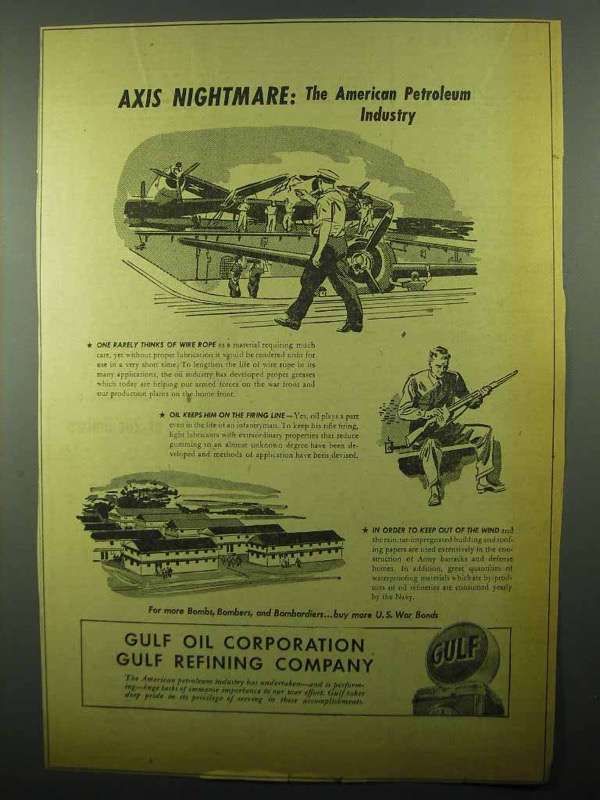 AXIS NIGHTMARE: The American Petroleum
Industry
★ ONE RARELY THINKS OF WIRE ROPE as a material requiring much
care, yet without proper lubrication it would be rendered unfit for
use in a very short time. To lengthen the life of wire rope in its
many applications, the oil industry has developed proper greases
which today are helping our armed forces on the war front and
our production plants on the home front.
★ OIL KEEPS HIM ON THE FIRING LINE—Yes, oil plays a part
even in the life of an infantryman. To keep his rifle firing,
light lubricants with extraordinary properties that reduce
gumming to an almost unknown degree have been de-
veloped and methods of application have been devised.
★ IN ORDER TO KEEP OUT OF THE WIND and
the rain, tar-impregnated building and roof-
ing papers are used extensively in the con-
struction of Army barracks and defense
homes. In addition, great quantities of
waterproofing materials which are by-prod-
ucts of oil refineries are consumed yearly
by the Navy.
For more Bombs, Bombers, and Bombardiers...buy more U.S. War Bonds
GULF OIL CORPORATION
GULF REFINING COMPANY
The American petroleum industry has undertaken—and is perform-
ing—huge tasks of immense importance to our war effort. Gulf takes
deep pride in its privilege of serving in these accomplishments.
GULF